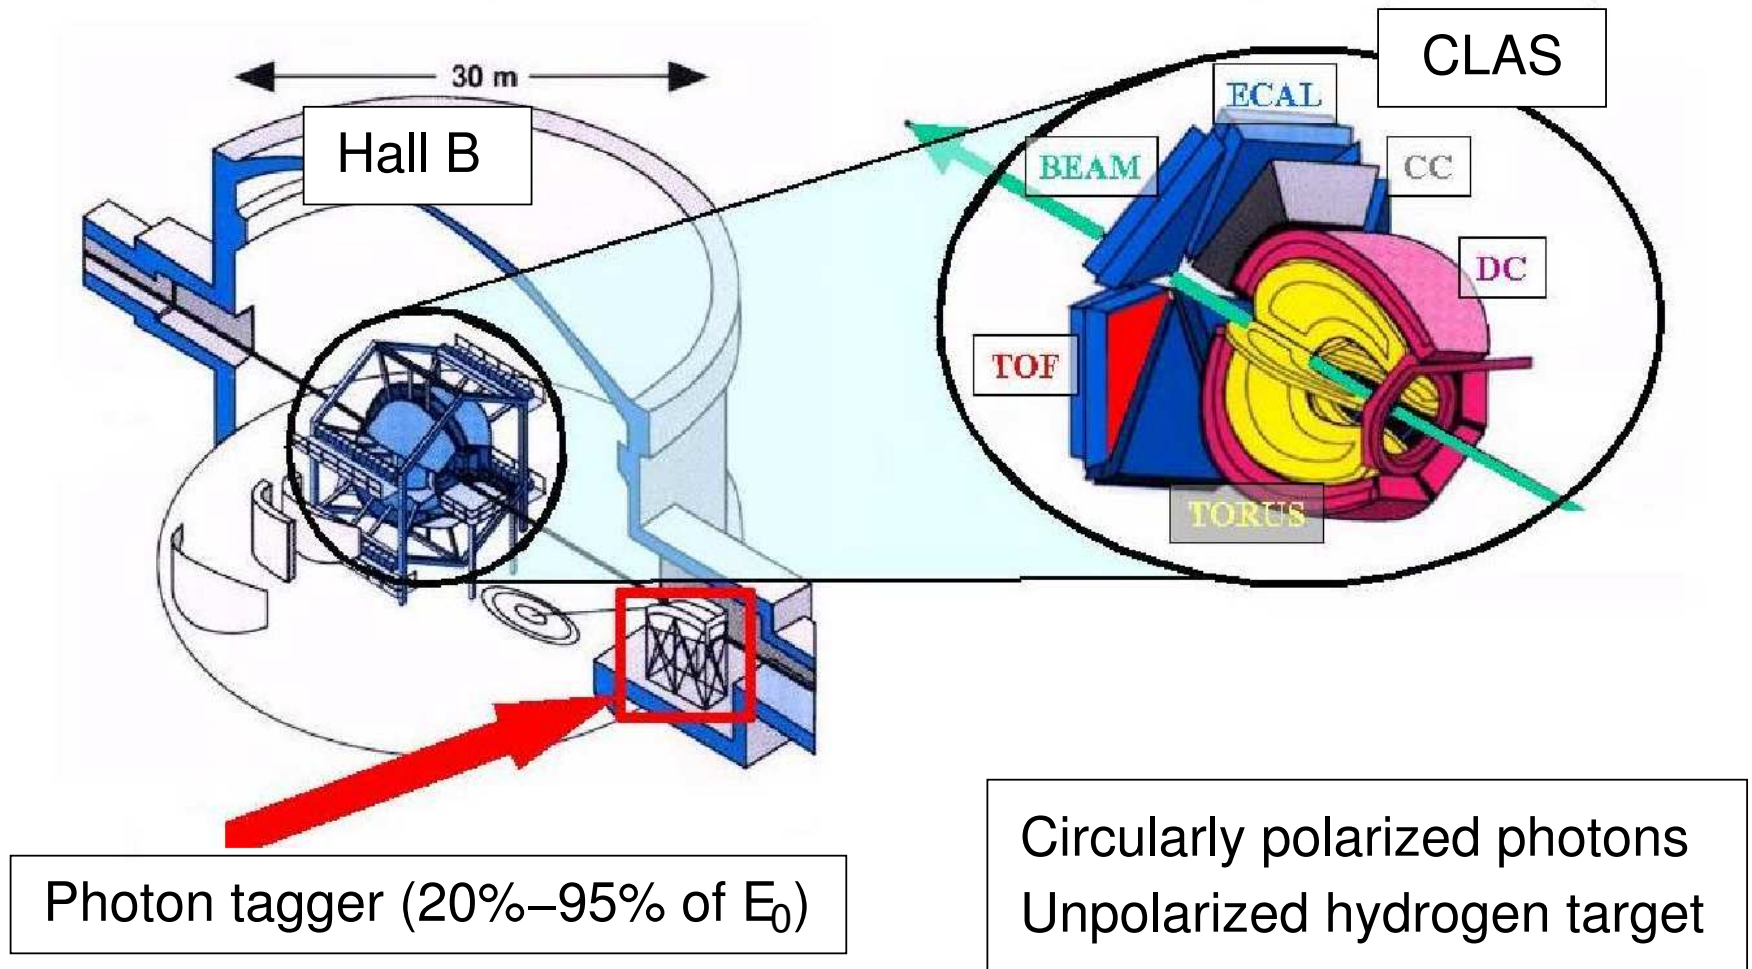 30 m
Hall B
CLAS
ECAL
BEAM
CC
DC
TOF
TORUS
Photon tagger (20%–95% of E₀)
Circularly polarized photons
Unpolarized hydrogen target